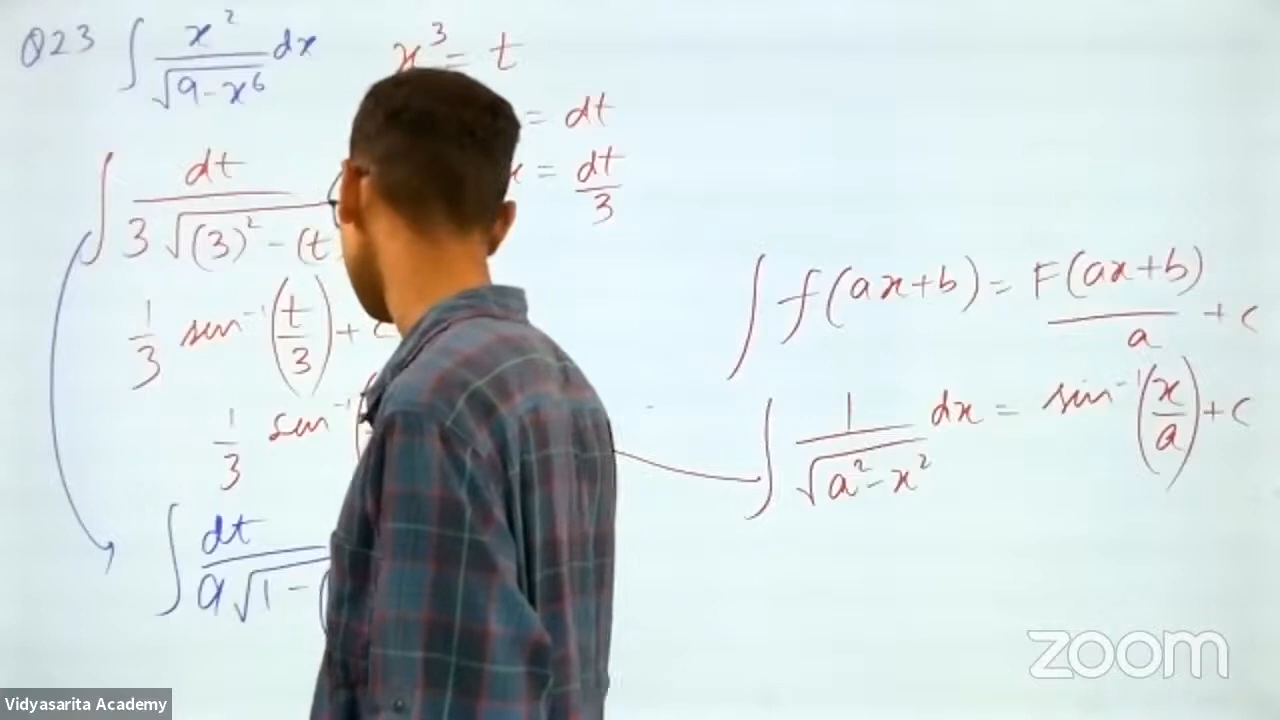 Q23 ∫ x² / √(9-x⁶) dx
x³ = t
= dt
x = dt/3
∫ dt / 3 √((3)² - (t
1/3 sin⁻¹ (t/3) + c
1/3 sin⁻¹ (
∫ dt / 9√(1 - (
∫ f(ax+b) = F(ax+b) / a + c
∫ 1 / √(a²-x²) dx = sin⁻¹ (x/a) + c
zoom
Vidyasarita Academy